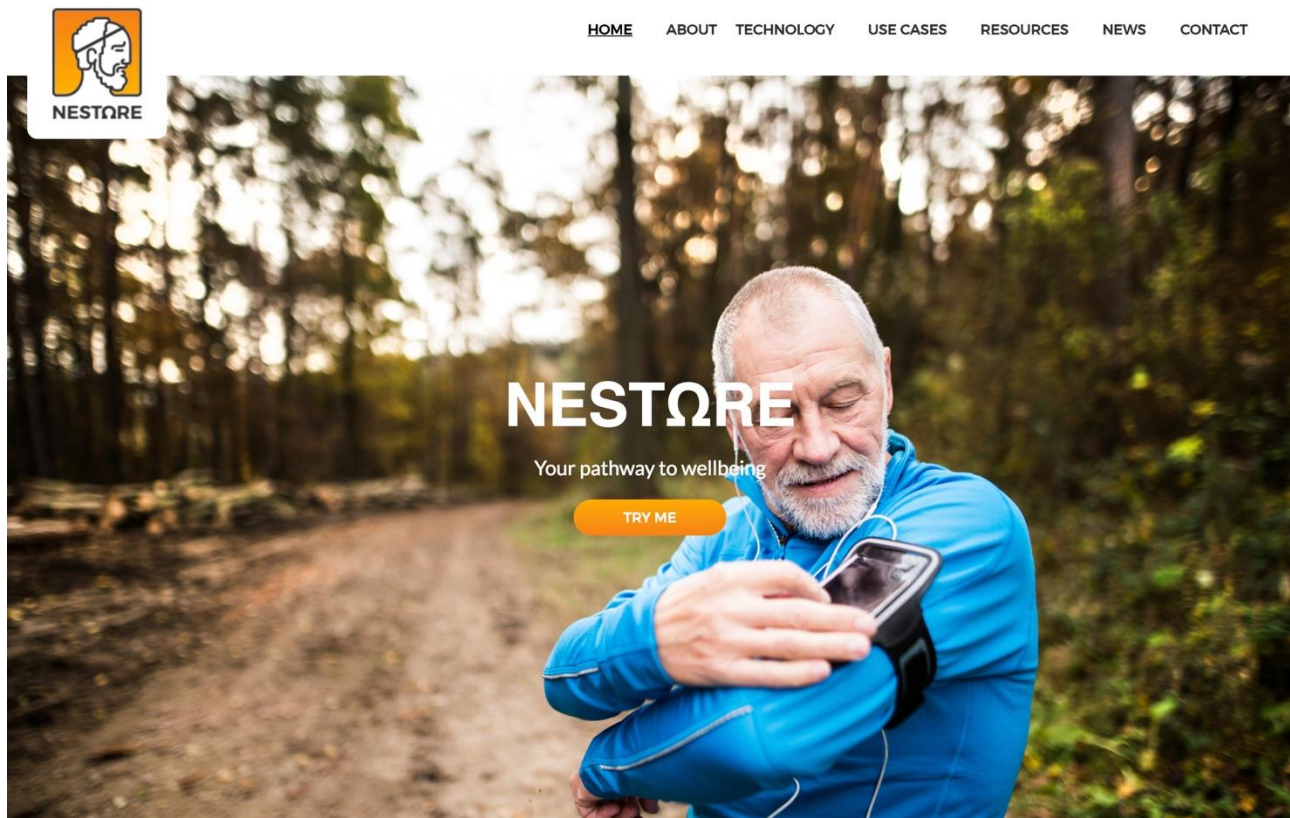 NESTΩRE
HOME ABOUT TECHNOLOGY USE CASES RESOURCES NEWS CONTACT
NESTΩRE
Your pathway to wellbeing
TRY ME